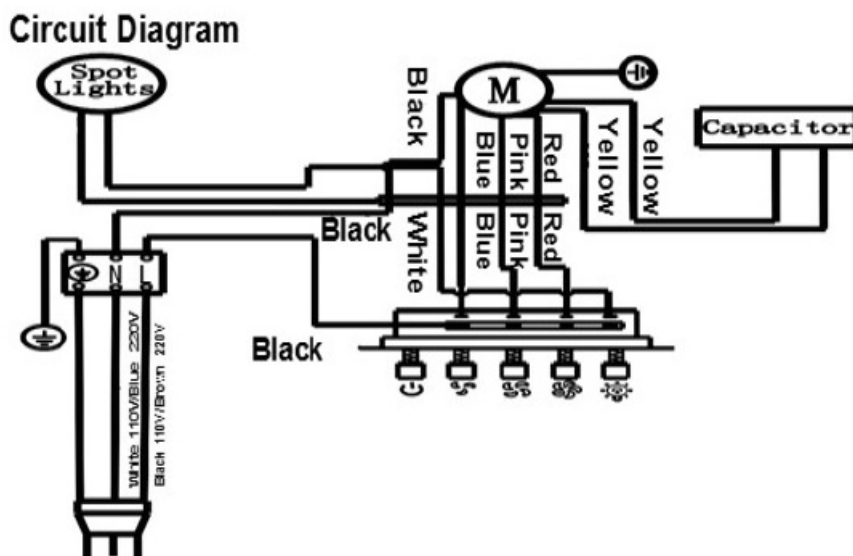 Circuit Diagram
Spot
Lights
M
Capacitor
Black
Blue
Pink
Red
Yellow
Yellow
White
Blue
Pink
Red
Black
N
L
Black
White 110V/Blue 220V
Black 110V/Brown 220V